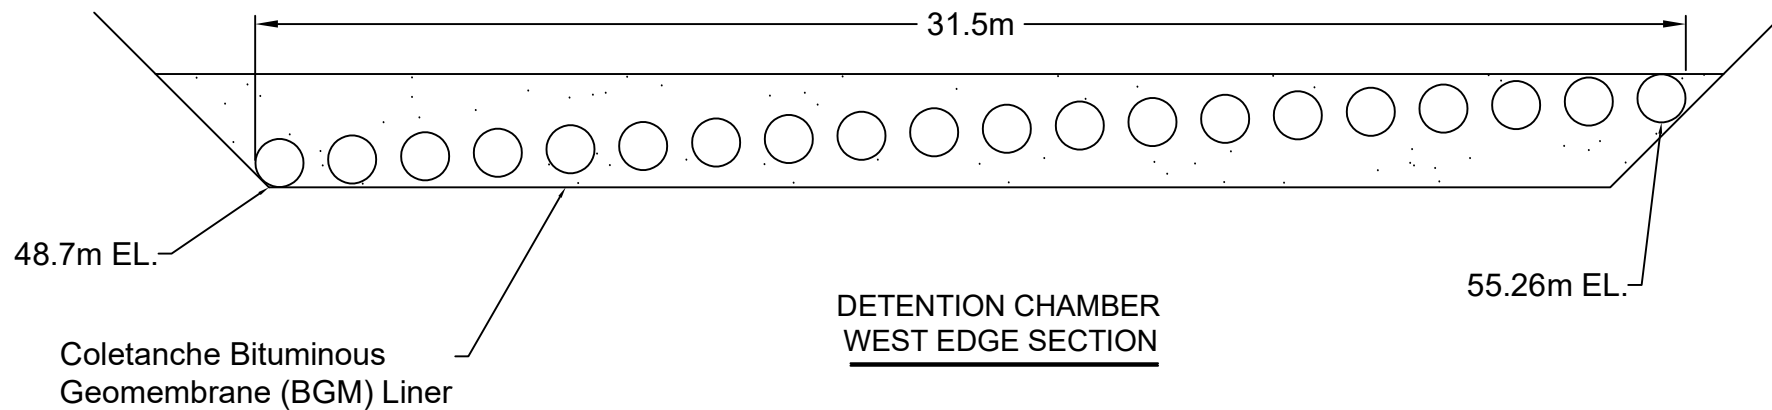 31.5m
48.7m EL.
55.26m EL.
DETENTION CHAMBER
WEST EDGE SECTION
Coletanche Bituminous
Geomembrane (BGM) Liner